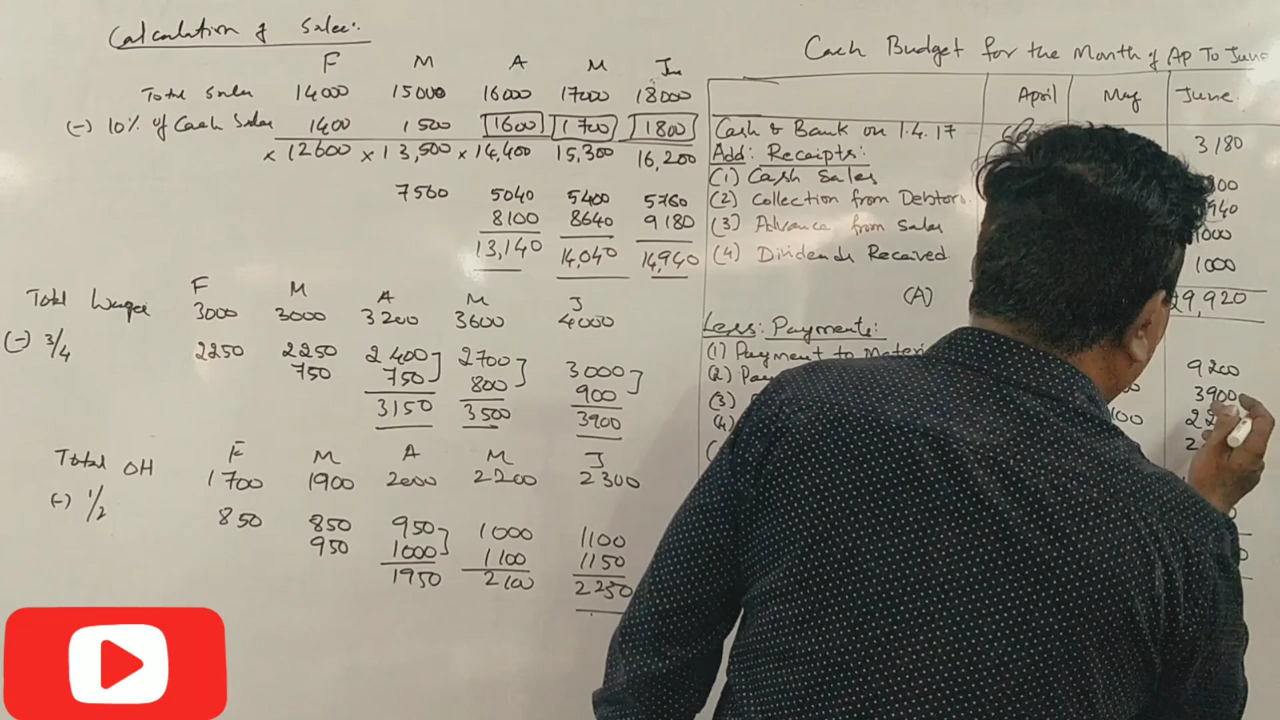 Calculation of Sales:
F M A M June
Total Sales 14000 15000 16000 17000 18000
(-) 10% of Cash Sales 1400 1500 1600 1700 1800
× 12600 × 13,500 × 14,400 15,300 16,200
7560 5040 5400 5760
8100 8640 9180
13,140 14,040 14,940
F M A M J
Total Wages 3000 3000 3200 3600 4000
(-) 3/4 2250 2250 2400 2700 3000
750 750 800 900
3150 3500 3900
F M A M J
Total OH 1700 1900 2000 2200 2300
(-) 1/2 850 850 950 1000 1100
950 1000 1100 1150
1950 2100 2250
Cash Budget for the Month of Ap To June
April May June
Cash & Bank on 1.4.17 3180
Add: Receipts:
(1) Cash Sales
(2) Collection from Debtors
(3) Advance from Sales 1000
(4) Dividends Received 1000
(A) 29,920
Less: Payments:
(1) Payment to 9200
(2) 3900
(3)
(4)